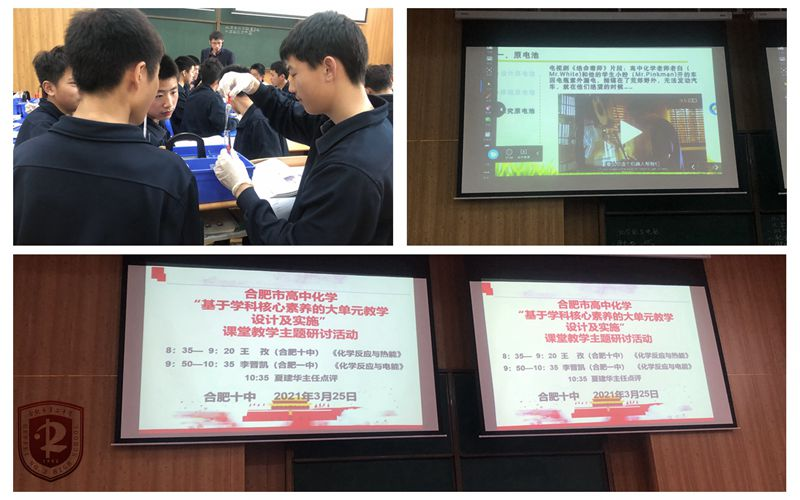 一、原电池
电视剧《绝命毒师》片段：高中化学老师老白（
Mr.White)和他的学生小粉（Mr.Pinkman)开的车
因电瓶意外漏电，抛锚在了荒郊野外，无法发动汽
车，就在他们绝望的时候……
究原电池
合肥市高中化学
“基于学科核心素养的大单元教学
设计及实施”
课堂教学主题研讨活动
8：35— 9：20 王 孜（合肥十中）《化学反应与热能》
9：50—10：35 李晋凯（合肥一中）《化学反应与电能》
10:35 夏建华主任点评
合肥十中 2021年3月25日
合肥市高中化学
“基于学科核心素养的大单元教学
设计及实施”
课堂教学主题研讨活动
8：35— 9：20 王 孜（合肥十中）《化学反应与热能》
9：50—10：35 李晋凯（合肥一中）《化学反应与电能》
10:35 夏建华主任点评
合肥十中 2021年3月25日